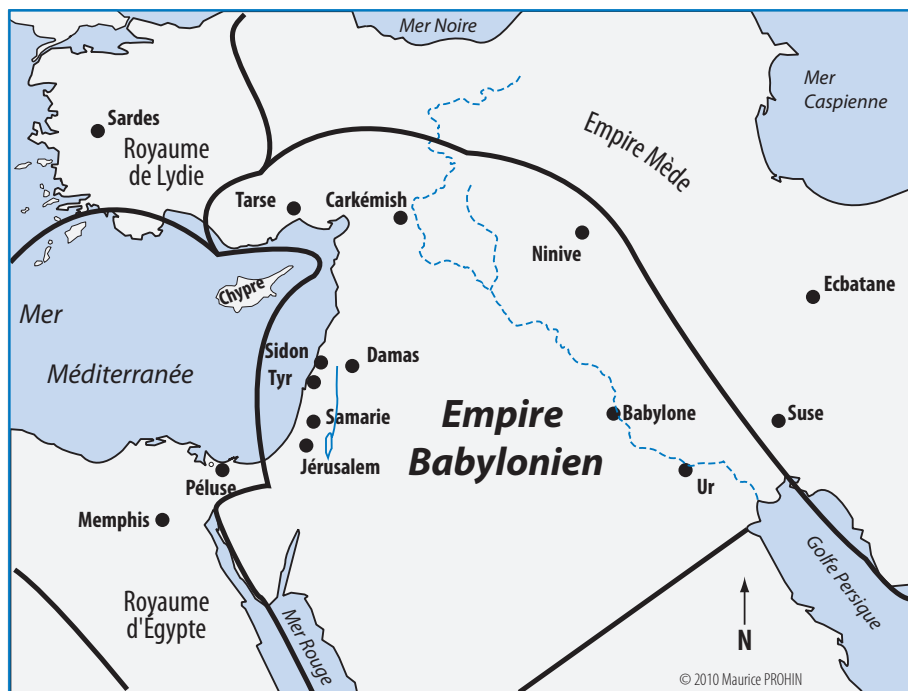 Mer Noire
Mer
Caspienne
Sardes
Royaume
de Lydie
Empire Mède
Tarse
Carkémish
Ninive
Ecbatane
Chypre
Mer
Méditerranée
Sidon
Tyr
Damas
Samarie
Jérusalem
Empire
Babylonien
Babylone
Suse
Ur
Péluse
Memphis
Golfe Persique
Royaume
d'Égypte
Mer Rouge
N
© 2010 Maurice PROHIN